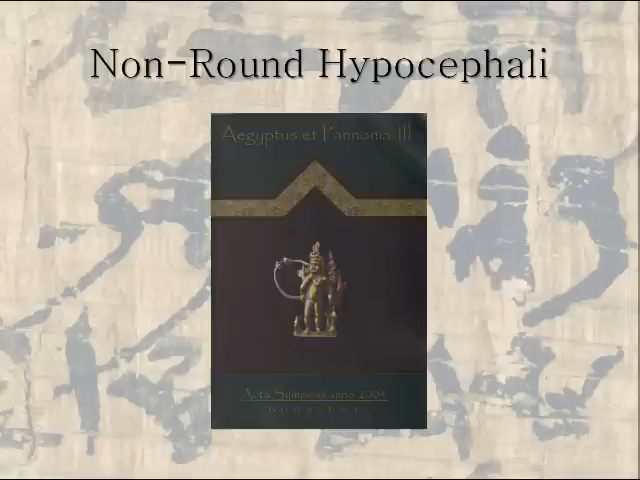 Non-Round Hypocephali
Aegyptus et Pannonia III
Acta Symposii anno 2004